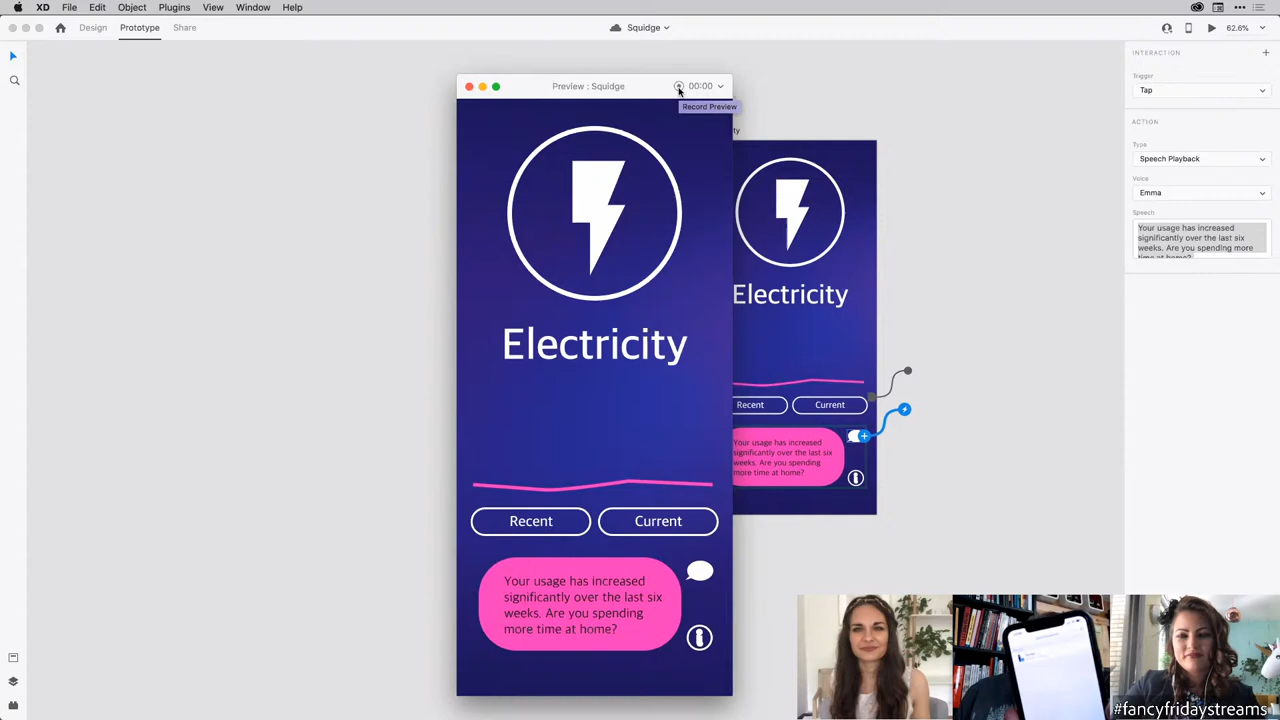 XD File Edit Object Plugins View Window Help
Design Prototype Share
Squidge
62.6%
Preview : Squidge
00:00
Record Preview
ty
Electricity
Recent
Current
Your usage has increased
significantly over the last six
weeks. Are you spending
more time at home?
Electricity
Recent
Current
Your usage has increased
significantly over the last six
weeks. Are you spending
more time at home?
INTERACTION
Trigger
Tap
ACTION
Type
Speech Playback
Voice
Emma
Speech
Your usage has increased
significantly over the last six
weeks. Are you spending more
time at home?
#fancyfridaystreams